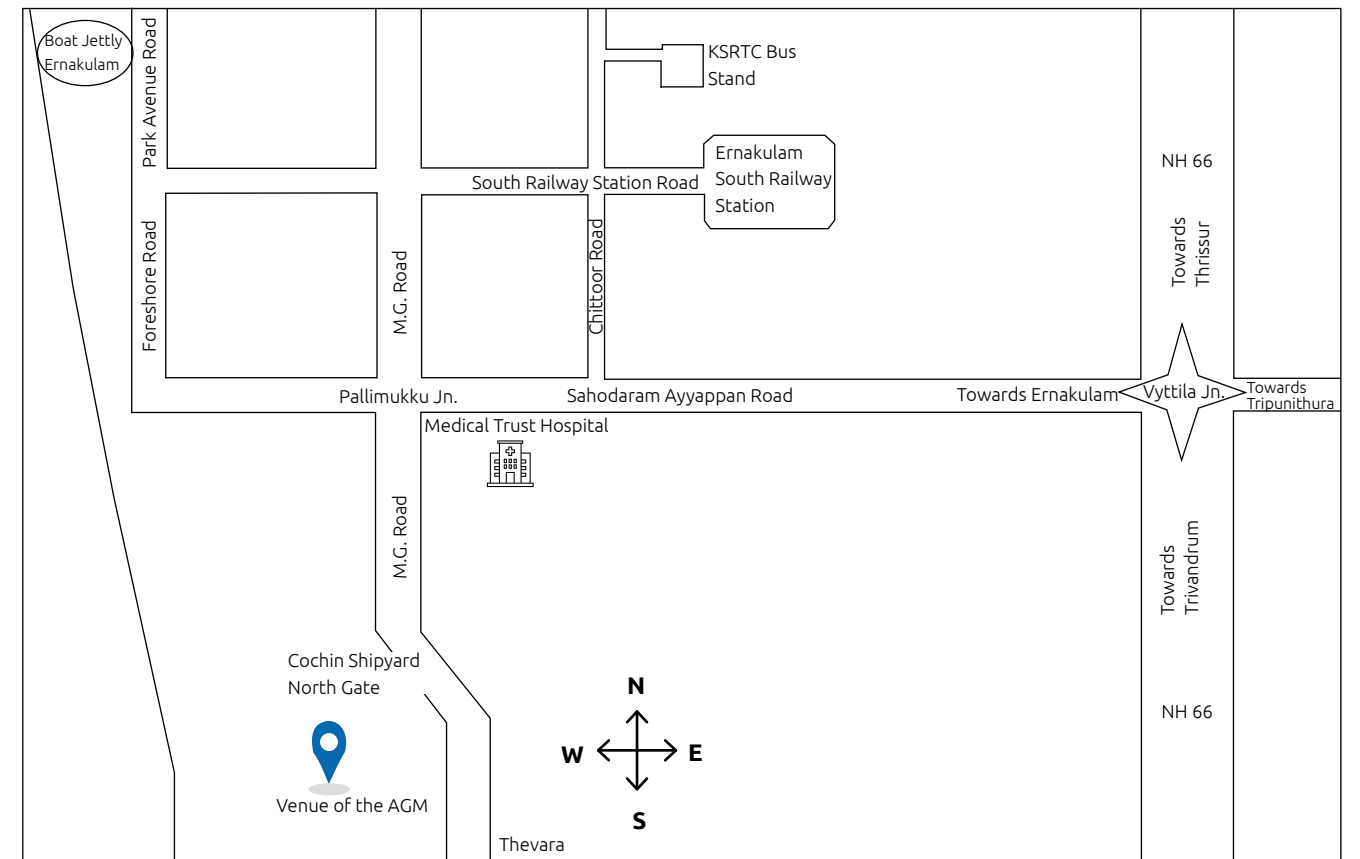 Boat Jettly
Ernakulam
Park Avenue Road
KSRTC Bus
Stand
Ernakulam
South Railway
Station
South Railway Station Road
NH 66
Foreshore Road
M.G. Road
Chittoor Road
Towards
Thrissur
Pallimukku Jn.
Sahodaram Ayyappan Road
Towards Ernakulam
Vyttila Jn.
Towards
Tripunithura
Medical Trust Hospital
M.G. Road
Towards
Trivandrum
Cochin Shipyard
North Gate
N
W
E
S
NH 66
Venue of the AGM
Thevara